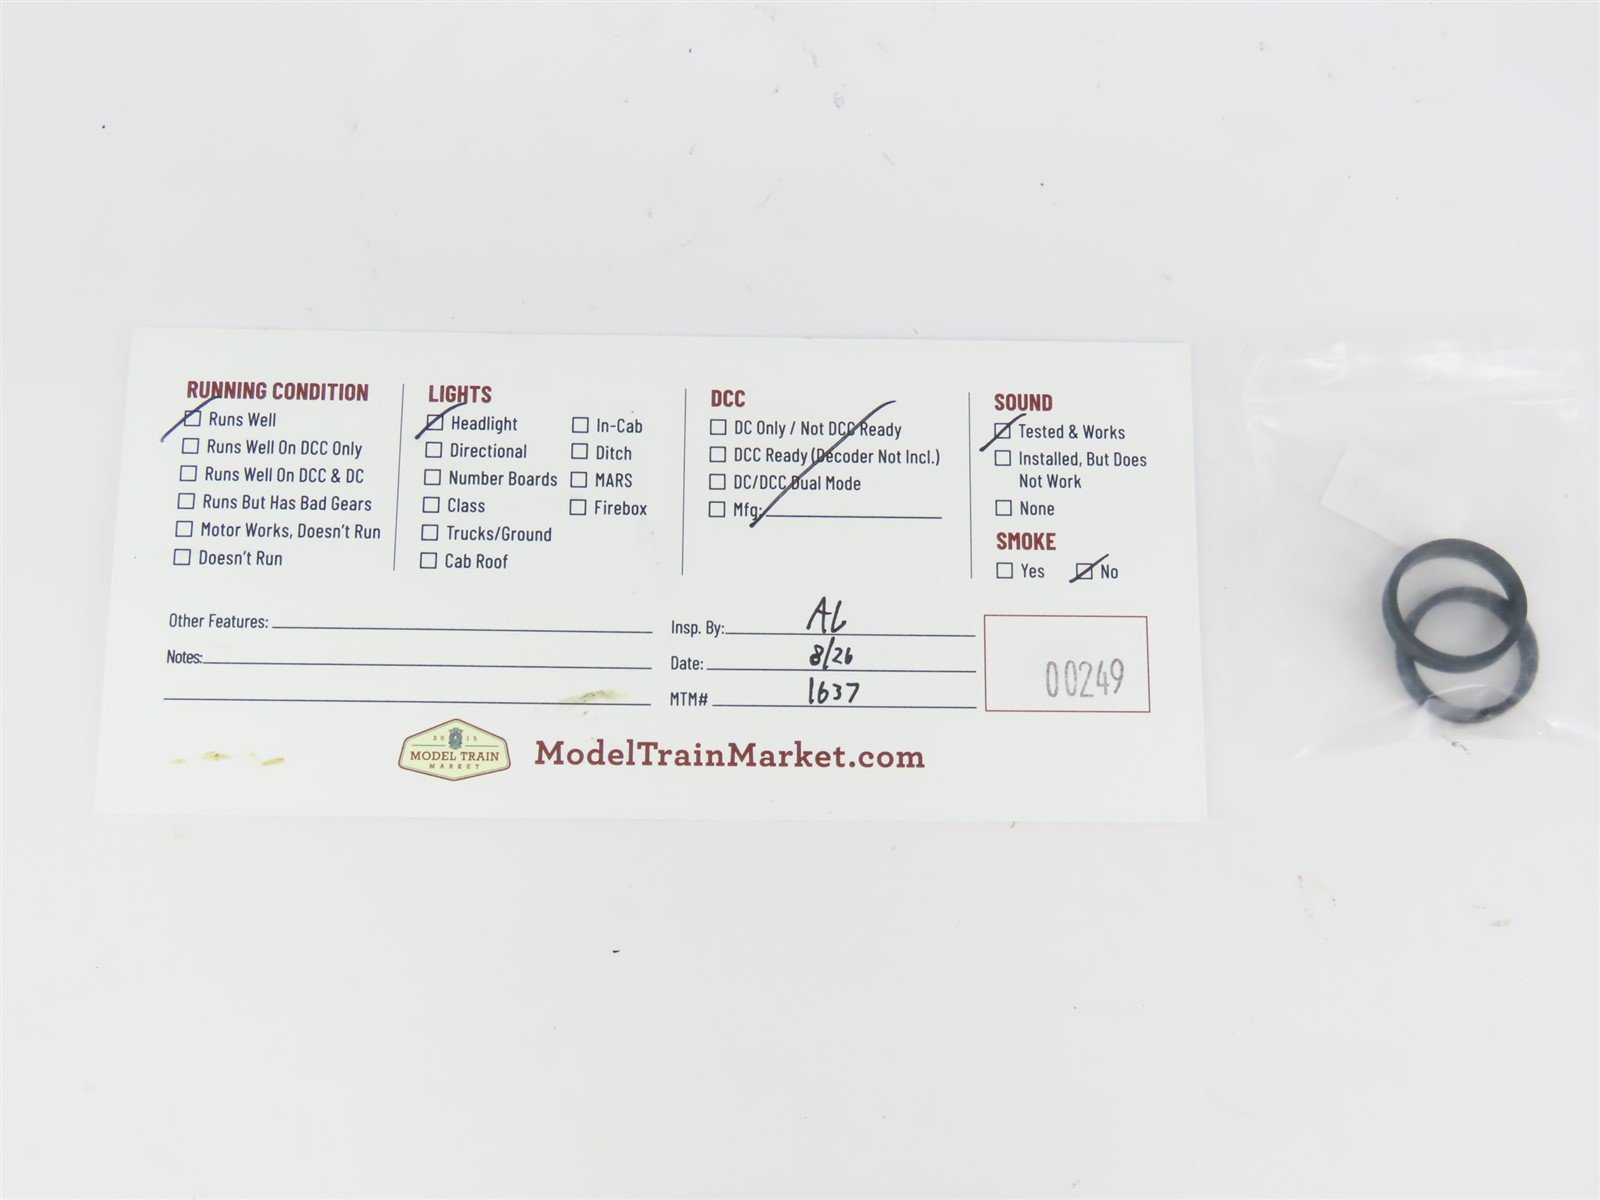 RUNNING CONDITION
Runs Well
Runs Well On DCC Only
Runs Well On DCC & DC
Runs But Has Bad Gears
Motor Works, Doesn't Run
Doesn't Run
LIGHTS
Headlight
Directional
Number Boards
Class
Trucks/Ground
Cab Roof
In-Cab
Ditch
MARS
Firebox
DCC
DC Only / Not DCC Ready
DCC Ready (Decoder Not Incl.)
DC/DCC Dual Mode
Mfg:
SOUND
Tested & Works
Installed, But Does
Not Work
None
SMOKE
Yes No
Other Features:
Notes:
Insp. By: AL
Date: 8/26
MTM# 1637
00249
2015
MODEL TRAIN
MARKET
ModelTrainMarket.com